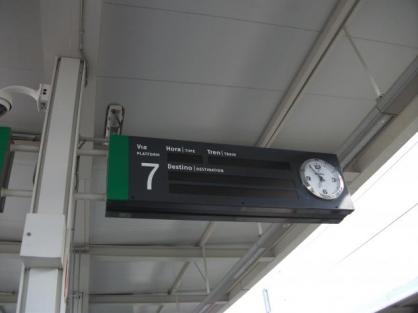 Vía Hora | TIME Tren | TRAIN
PLATFORM
7 Destino | DESTINATION